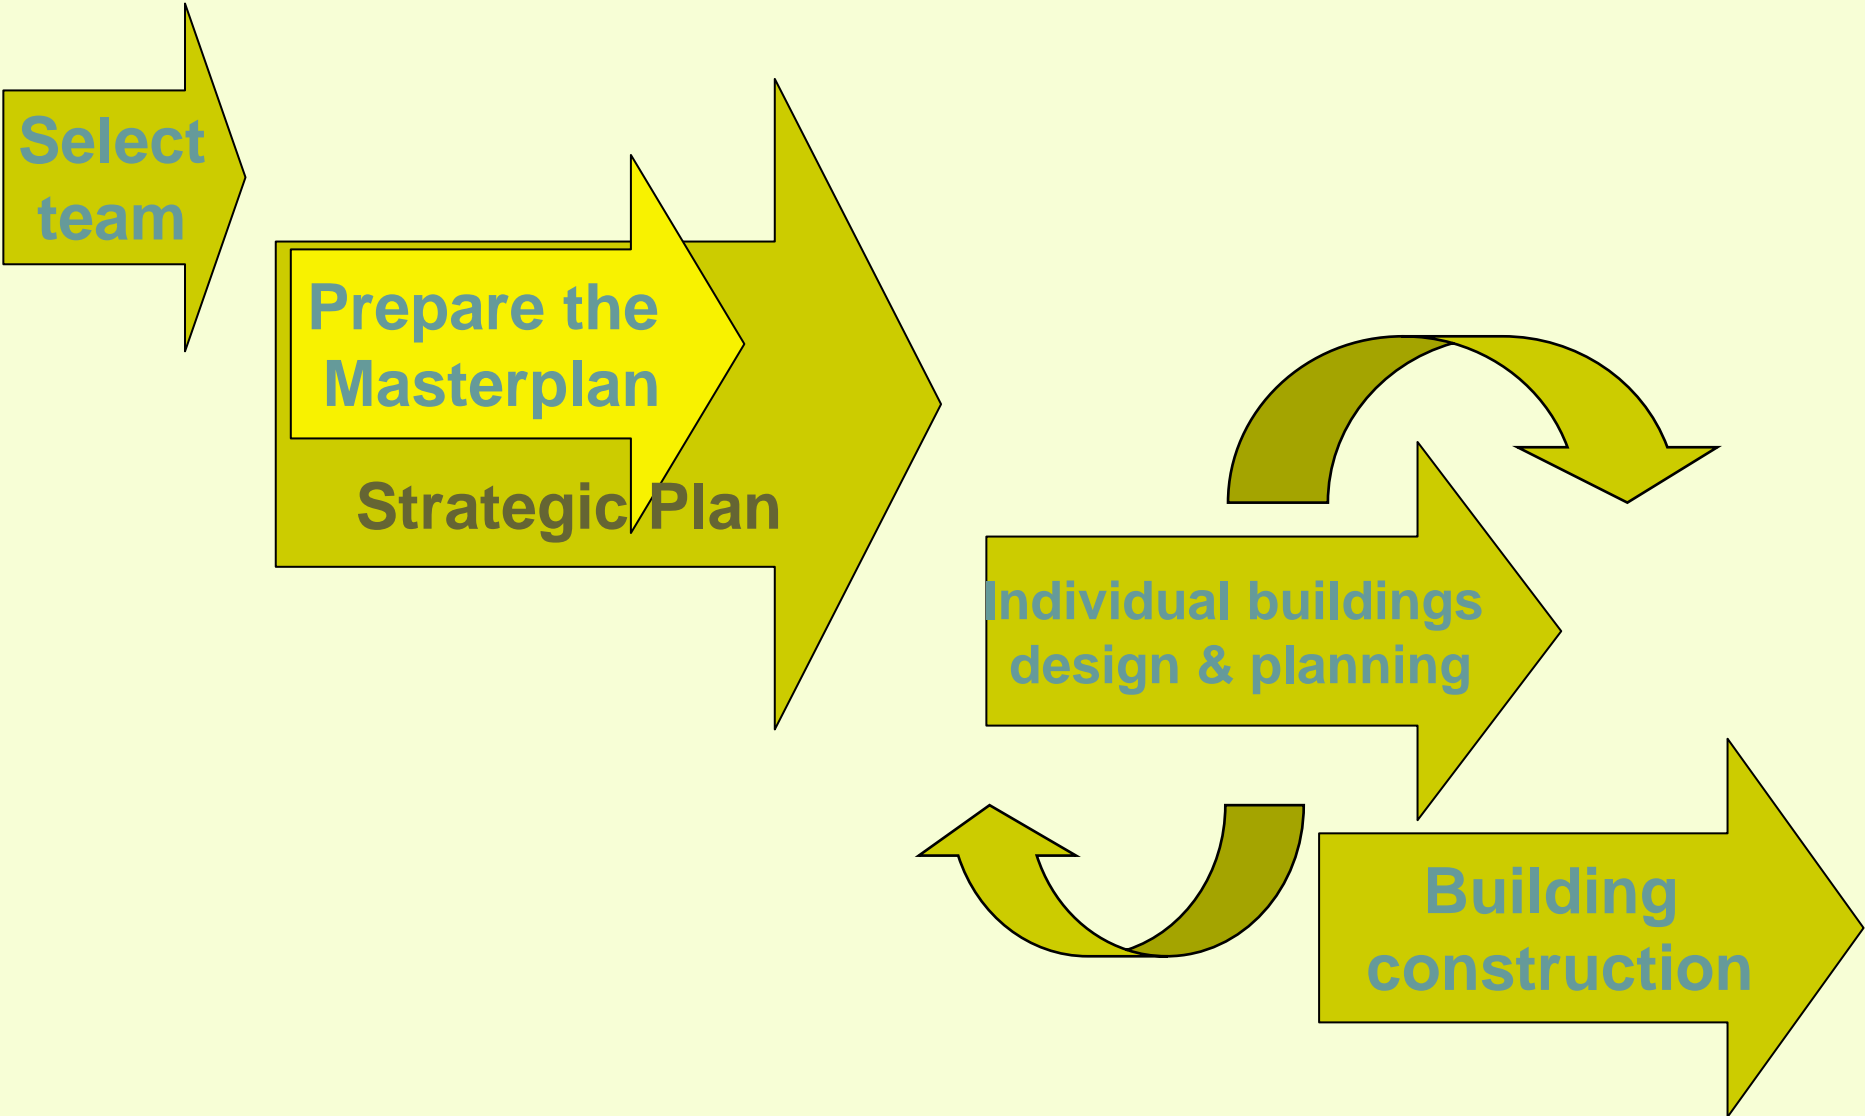 Select
team
Prepare the
Masterplan
Strategic Plan
Individual buildings
design & planning
Building
construction